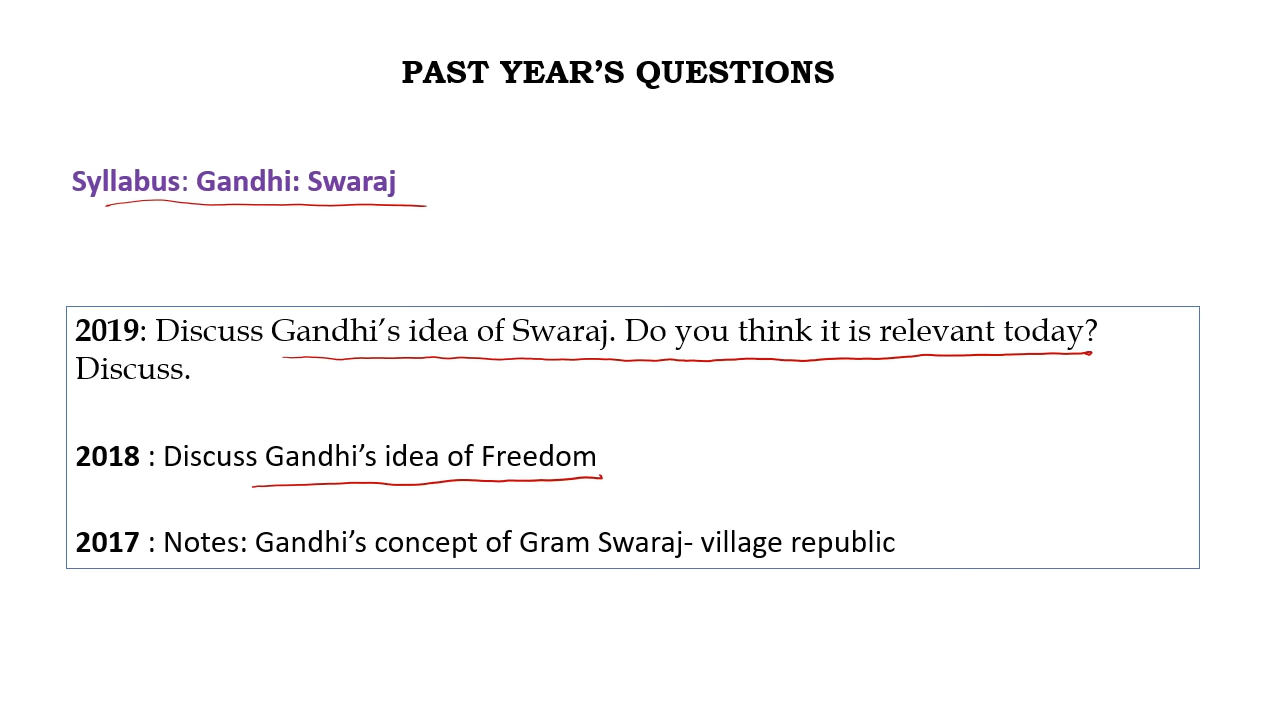 PAST YEAR’S QUESTIONS
Syllabus: Gandhi: Swaraj
2019: Discuss Gandhi’s idea of Swaraj. Do you think it is relevant today?
Discuss.
2018 : Discuss Gandhi’s idea of Freedom
2017 : Notes: Gandhi’s concept of Gram Swaraj- village republic